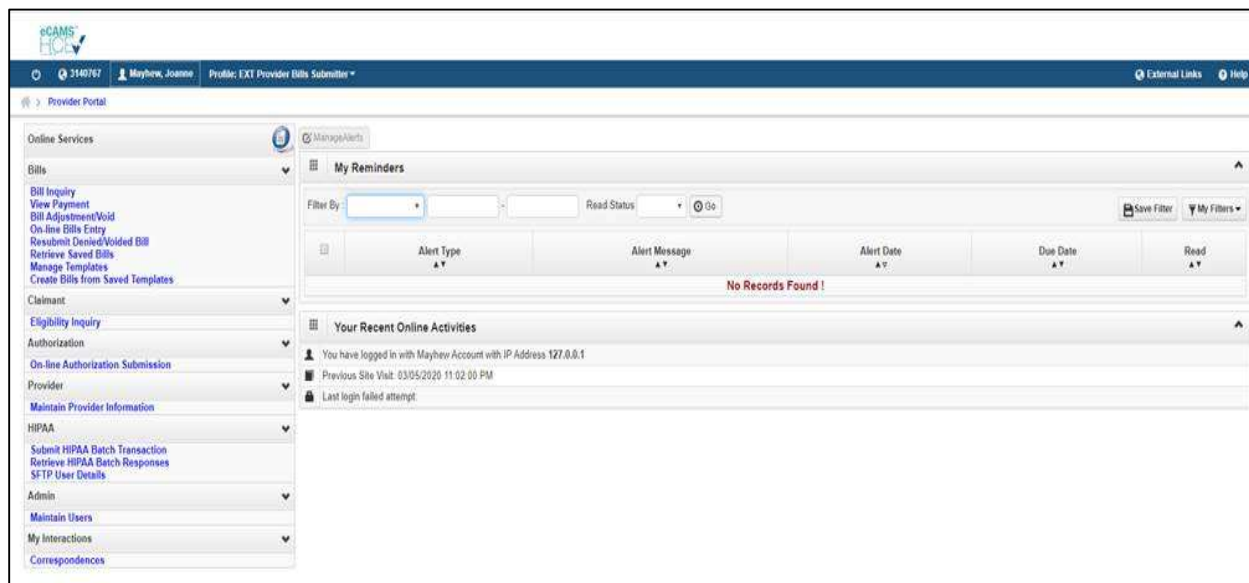 eCAMS
HCE
3140767 Mayhew, Joanne Profile: EXT Provider Bills Submitter External Links Help
> Provider Portal
Online Services
Bills
Bill Inquiry
View Payment
Bill Adjustment/Void
On-line Bills Entry
Resubmit Denied/Voided Bill
Retrieve Saved Bills
Manage Templates
Create Bills from Saved Templates
Claimant
Eligibility Inquiry
Authorization
On-line Authorization Submission
Provider
Maintain Provider Information
HIPAA
Submit HIPAA Batch Transaction
Retrieve HIPAA Batch Responses
SFTP User Details
Admin
Maintain Users
My Interactions
Correspondences
ManageAlerts
My Reminders
Filter By : - Read Status Go Save Filter My Filters
Alert Type Alert Message Alert Date Due Date Read
No Records Found !
Your Recent Online Activities
You have logged in with Mayhew Account with IP Address 127.0.0.1
Previous Site Visit: 03/05/2020 11:02:00 PM
Last login failed attempt: